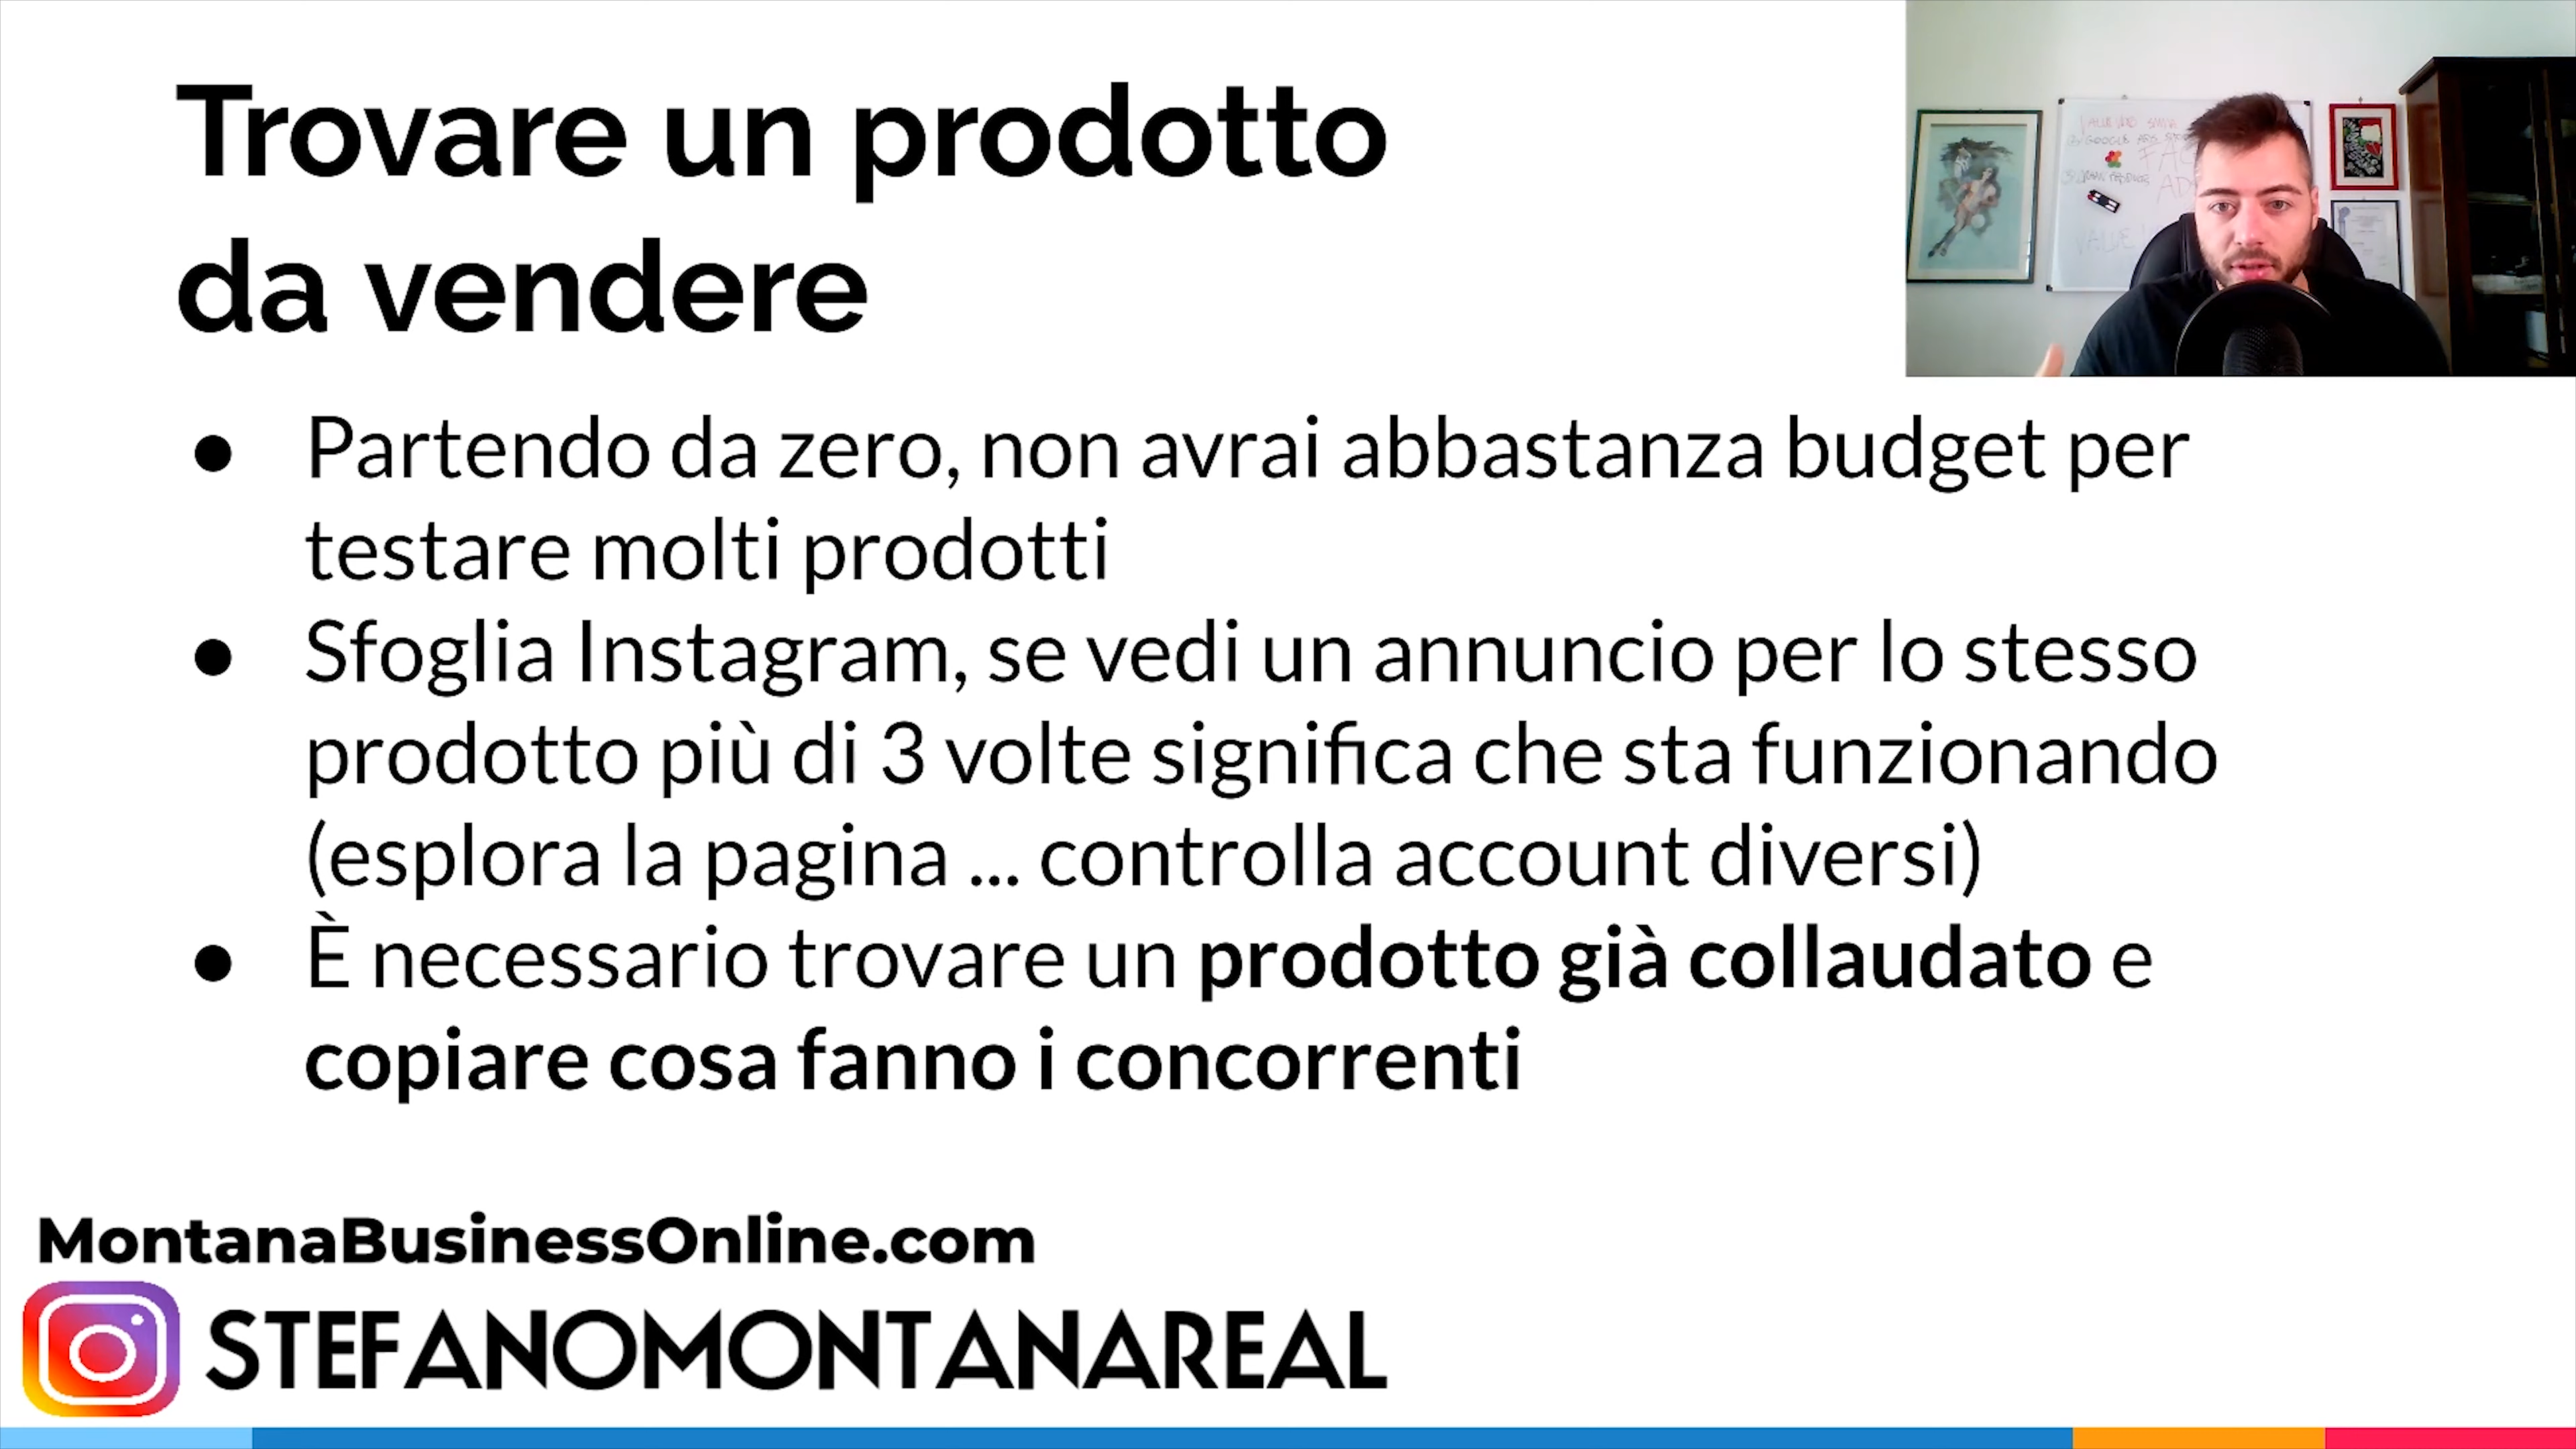 Trovare un prodotto
da vendere
● Partendo da zero, non avrai abbastanza budget per
testare molti prodotti
● Sfoglia Instagram, se vedi un annuncio per lo stesso
prodotto più di 3 volte significa che sta funzionando
(esplora la pagina ... controlla account diversi)
● È necessario trovare un prodotto già collaudato e
copiare cosa fanno i concorrenti
MontanaBusinessOnline.com
STEFANOMONTANAREAL